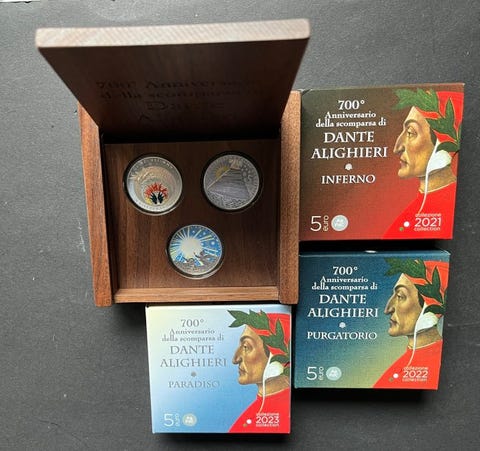 700° Anniversario
della scomparsa di
Dante
700°
Anniversario
della scomparsa di
DANTE
ALIGHIERI
INFERNO
5 euro
collezione
2021
collection
700°
Anniversario
della scomparsa di
DANTE
ALIGHIERI
PURGATORIO
5 euro
collezione
2022
collection
700°
Anniversario
della scomparsa di
DANTE
ALIGHIERI
PARADISO
5 euro
collezione
2023
collection